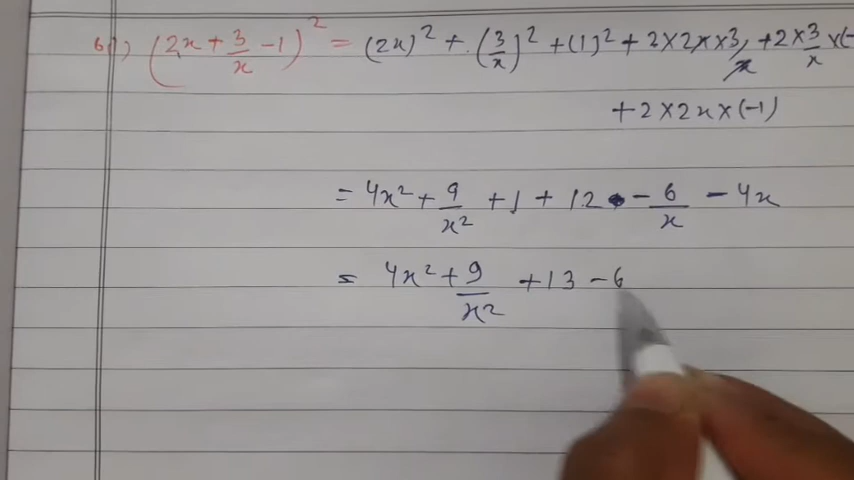 6) (2x + 3/x - 1)² = (2x)² + (3/x)² + (1)² + 2×2x×3/x + 2×3/x×(-
+2×2x×(-1)
= 4x² + 9/x² + 1 + 12 - 6/x - 4x
= 4x² + 9/x² + 13 - 6